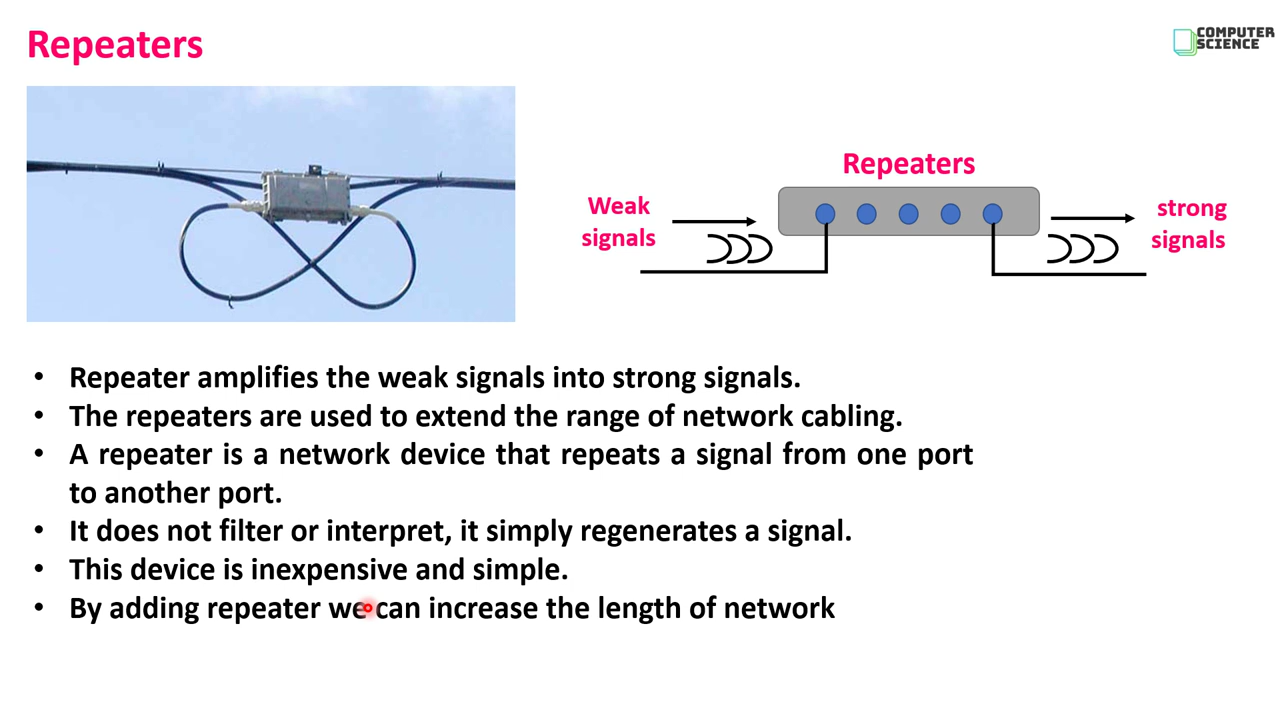 Repeaters
COMPUTER
SCIENCE
Repeaters
Weak
signals
strong
signals
• Repeater amplifies the weak signals into strong signals.
• The repeaters are used to extend the range of network cabling.
• A repeater is a network device that repeats a signal from one port
to another port.
• It does not filter or interpret, it simply regenerates a signal.
• This device is inexpensive and simple.
• By adding repeater we can increase the length of network